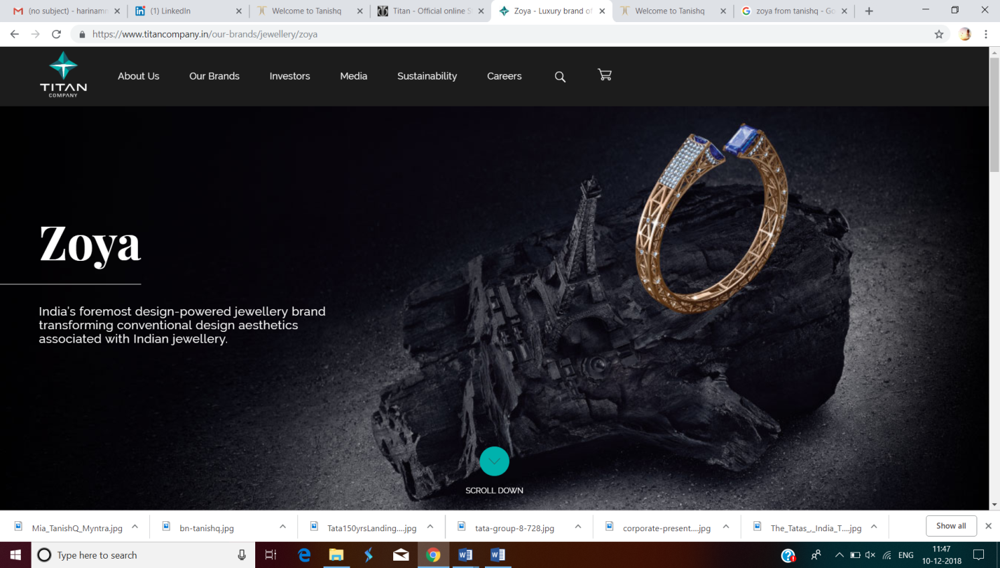 (no subject) - harinamr
(1) LinkedIn
Welcome to Tanishq
Titan - Official online S
Zoya - Luxury brand of
Welcome to Tanishq
zoya from tanishq - Go
https://www.titancompany.in/our-brands/jewellery/zoya
TITAN
COMPANY
About Us
Our Brands
Investors
Media
Sustainability
Careers
Zoya
India's foremost design-powered jewellery brand
transforming conventional design aesthetics
associated with Indian jewellery.
SCROLL DOWN
Mia_TanishQ_Myntra.jpg
bn-tanishq.jpg
Tata150yrsLanding....jpg
tata-group-8-728.jpg
corporate-present....jpg
The_Tatas_,_India_T....jpg
Show all
Type here to search
ENG
11:47
10-12-2018